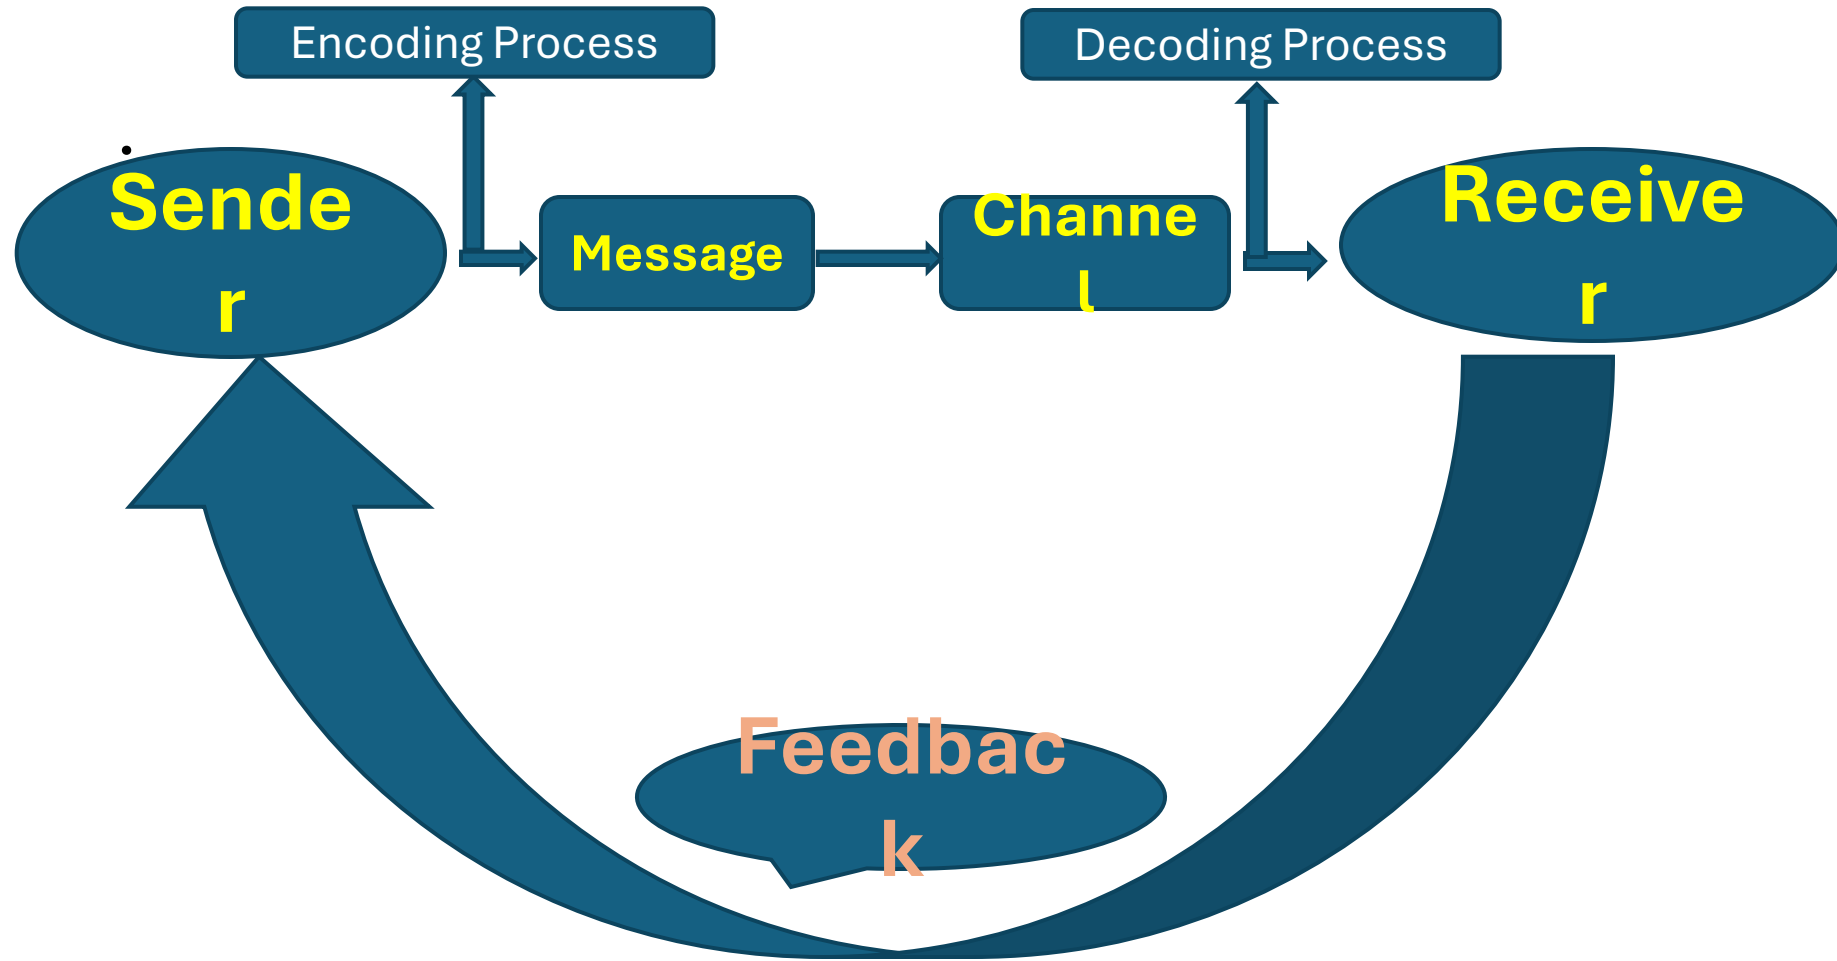 Encoding Process
Decoding Process
•
Sende
r
Message
Channe
l
Receive
r
Feedbac
k